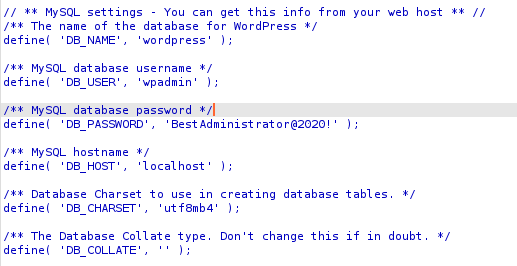 // ** MySQL settings - You can get this info from your web host ** //
/** The name of the database for WordPress */
define( 'DB_NAME', 'wordpress' );
/** MySQL database username */
define( 'DB_USER', 'wpadmin' );
/** MySQL database password */
define( 'DB_PASSWORD', 'BestAdministrator@2020!' );
/** MySQL hostname */
define( 'DB_HOST', 'localhost' );
/** Database Charset to use in creating database tables. */
define( 'DB_CHARSET', 'utf8mb4' );
/** The Database Collate type. Don't change this if in doubt. */
define( 'DB_COLLATE', '' );